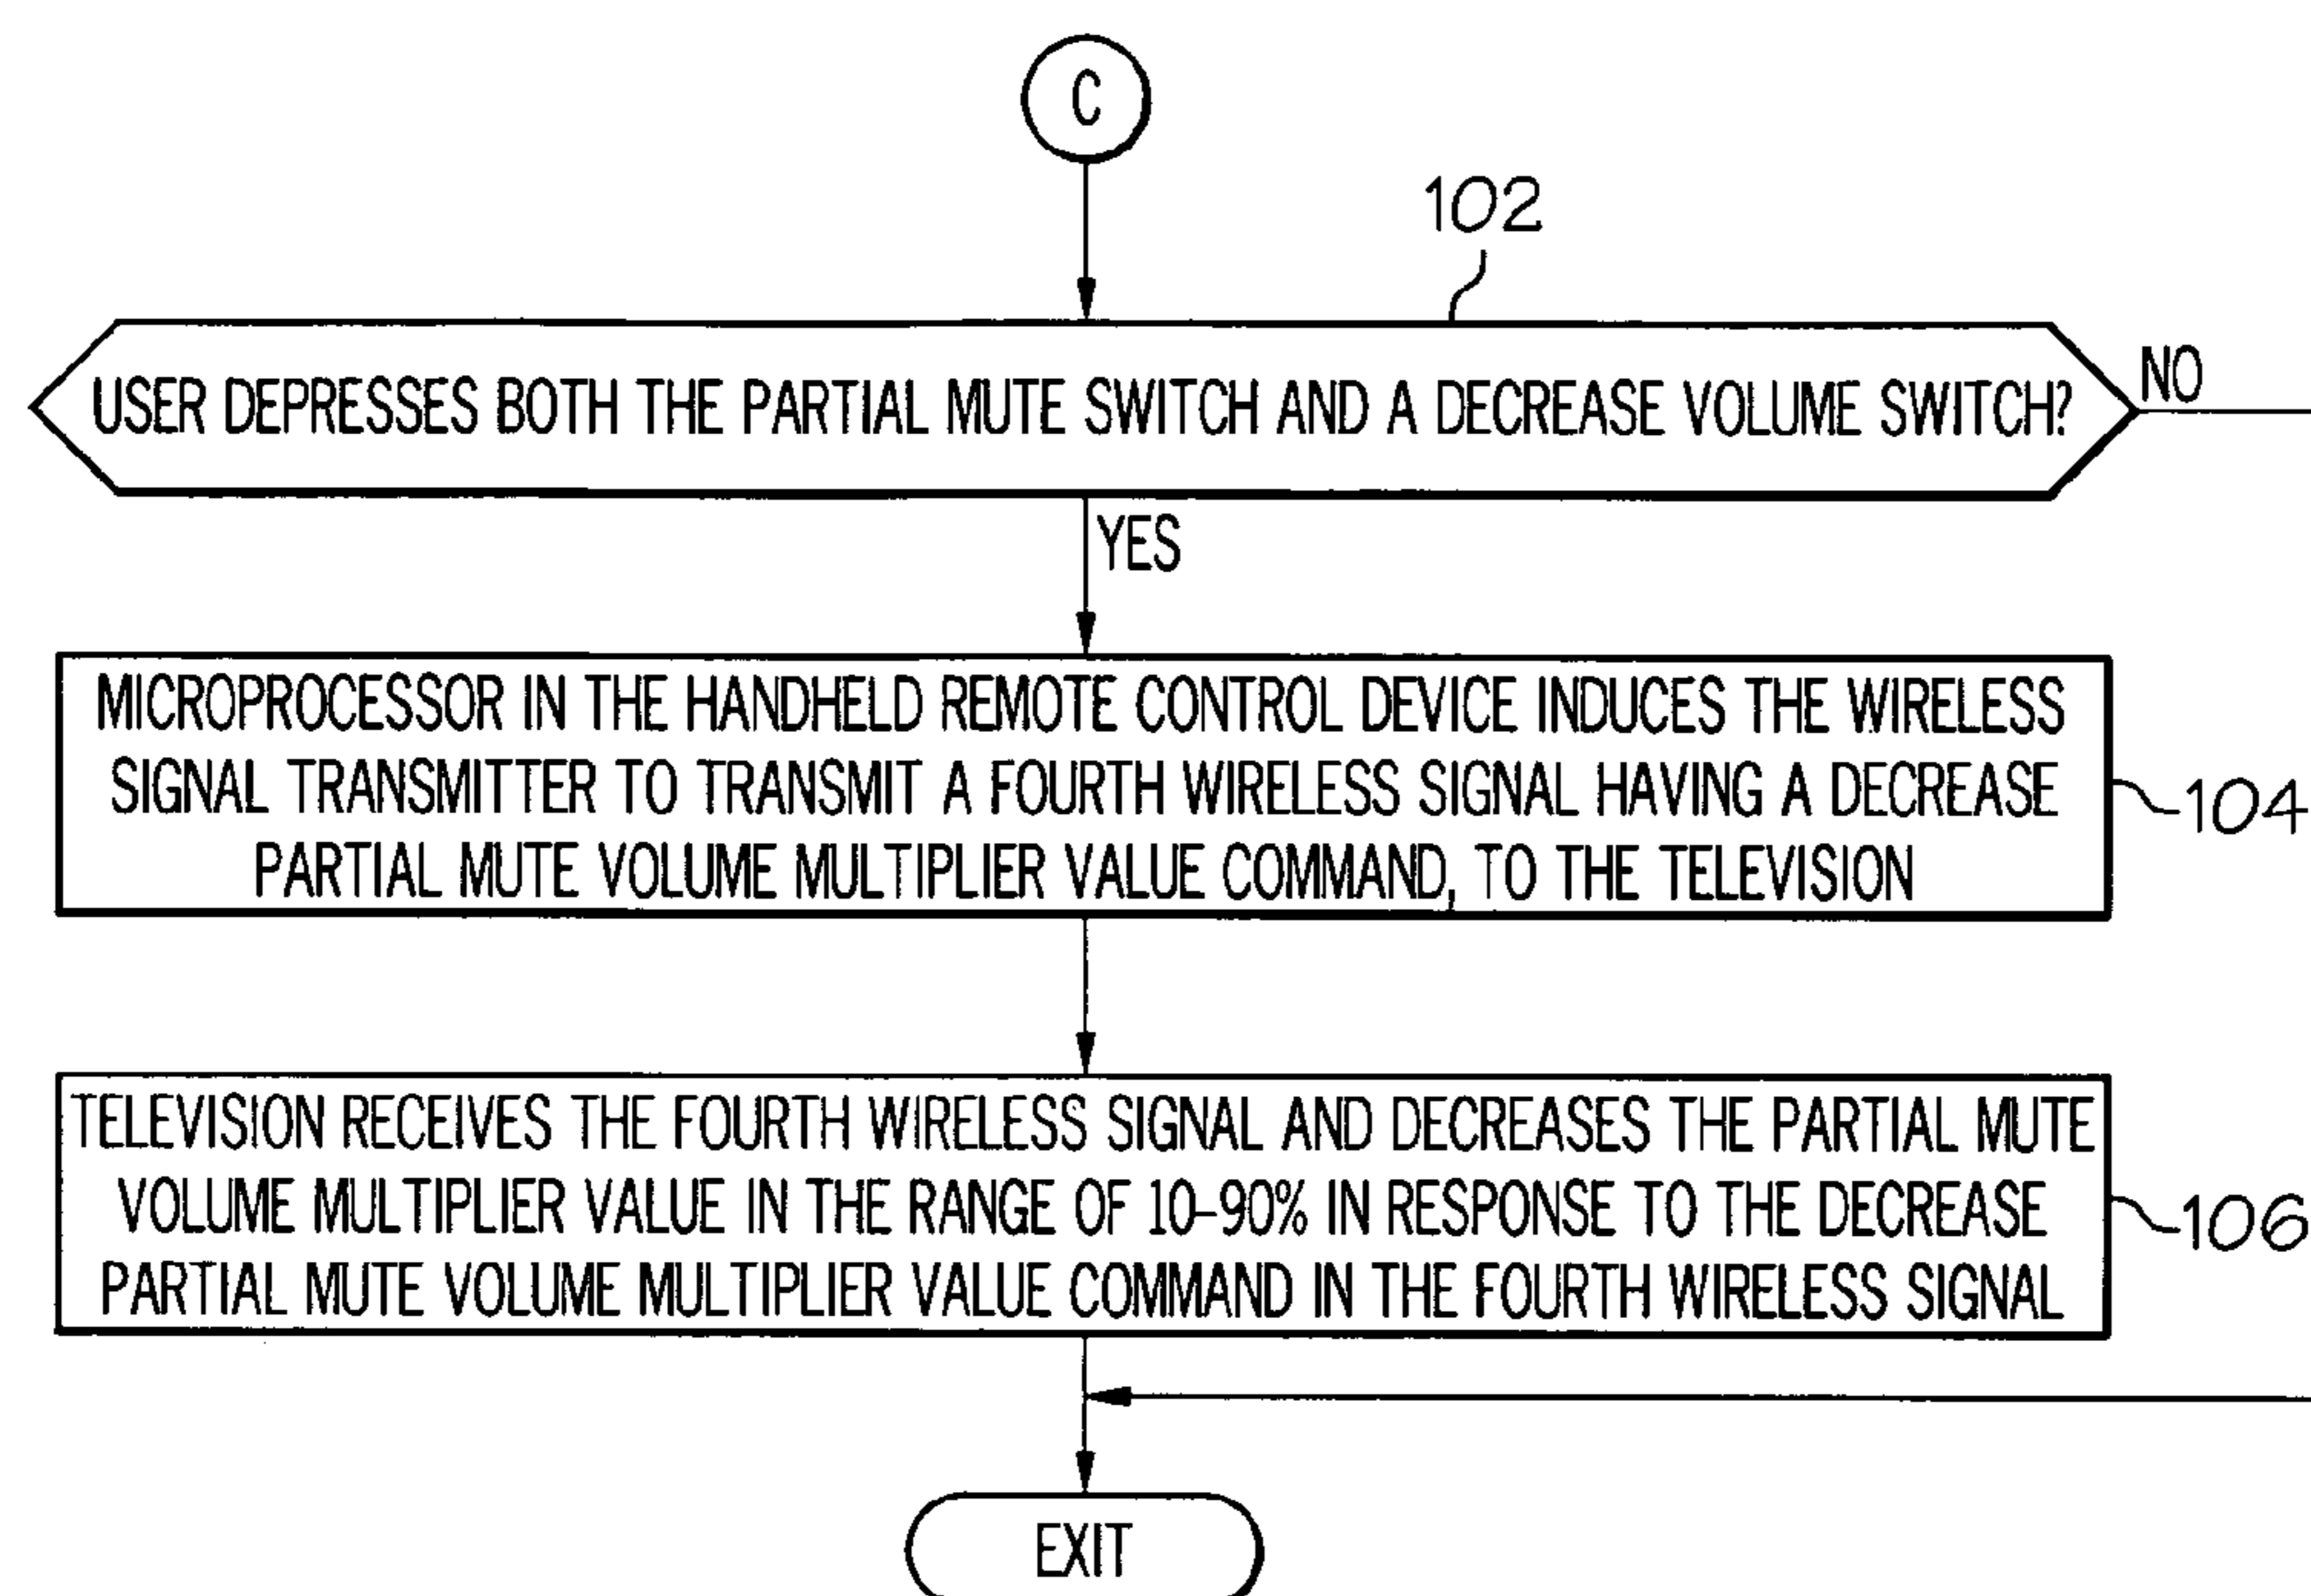 C
102
USER DEPRESSES BOTH THE PARTIAL MUTE SWITCH AND A DECREASE VOLUME SWITCH?
NO
YES
MICROPROCESSOR IN THE HANDHELD REMOTE CONTROL DEVICE INDUCES THE WIRELESS
SIGNAL TRANSMITTER TO TRANSMIT A FOURTH WIRELESS SIGNAL HAVING A DECREASE
PARTIAL MUTE VOLUME MULTIPLIER VALUE COMMAND, TO THE TELEVISION
104
TELEVISION RECEIVES THE FOURTH WIRELESS SIGNAL AND DECREASES THE PARTIAL MUTE
VOLUME MULTIPLIER VALUE IN THE RANGE OF 10-90% IN RESPONSE TO THE DECREASE
PARTIAL MUTE VOLUME MULTIPLIER VALUE COMMAND IN THE FOURTH WIRELESS SIGNAL
106
EXIT